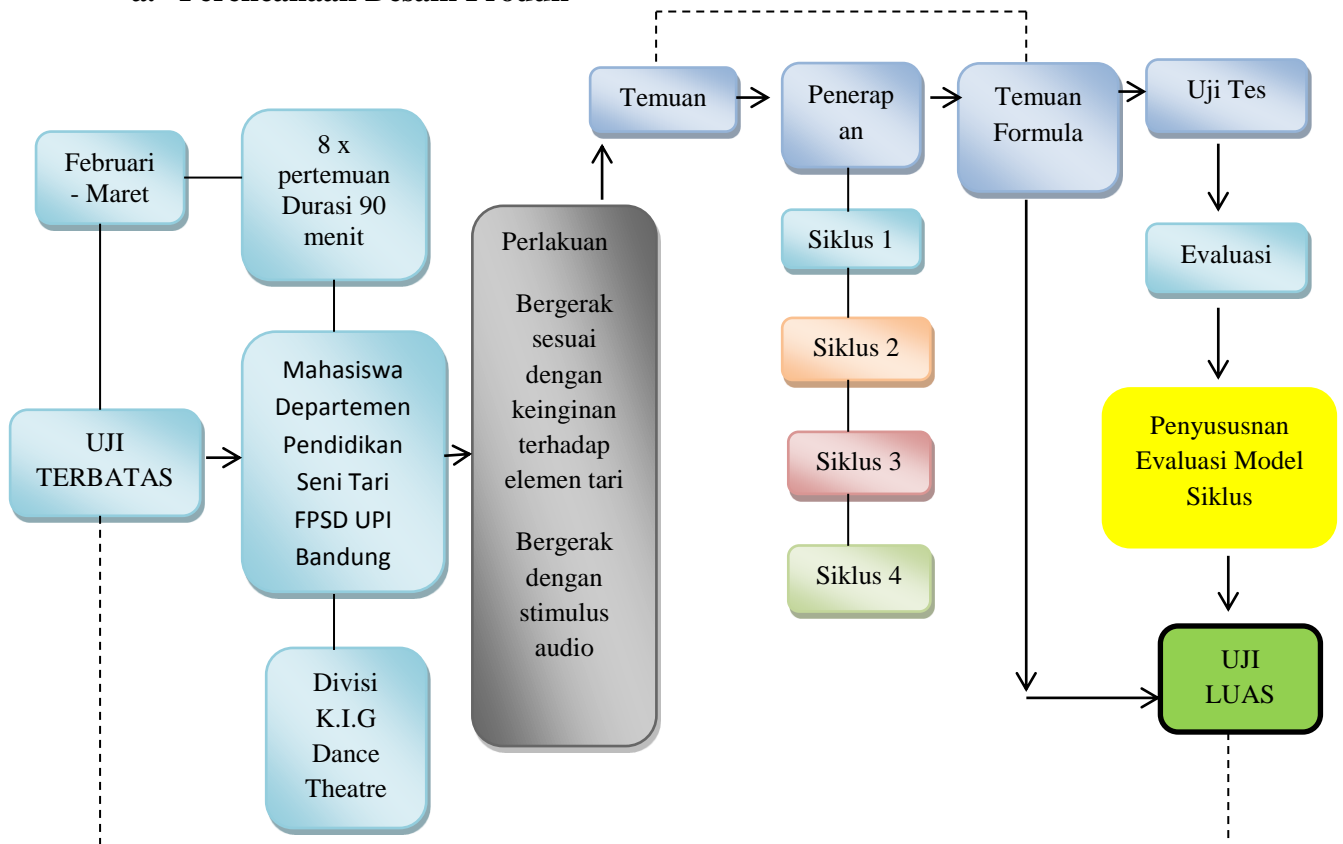 a. Perencanaan Desain Produk
Februari
- Maret
8 x
pertemuan
Durasi 90
menit
UJI
TERBATAS
Mahasiswa
Departemen
Pendidikan
Seni Tari
FPSD UPI
Bandung
Divisi
K.I.G
Dance
Theatre
Perlakuan
Bergerak
sesuai
dengan
keinginan
terhadap
elemen tari
Bergerak
dengan
stimulus
audio
Temuan
Penerap
an
Siklus 1
Siklus 2
Siklus 3
Siklus 4
Temuan
Formula
Uji Tes
Evaluasi
Penyususnan
Evaluasi Model
Siklus
UJI
LUAS